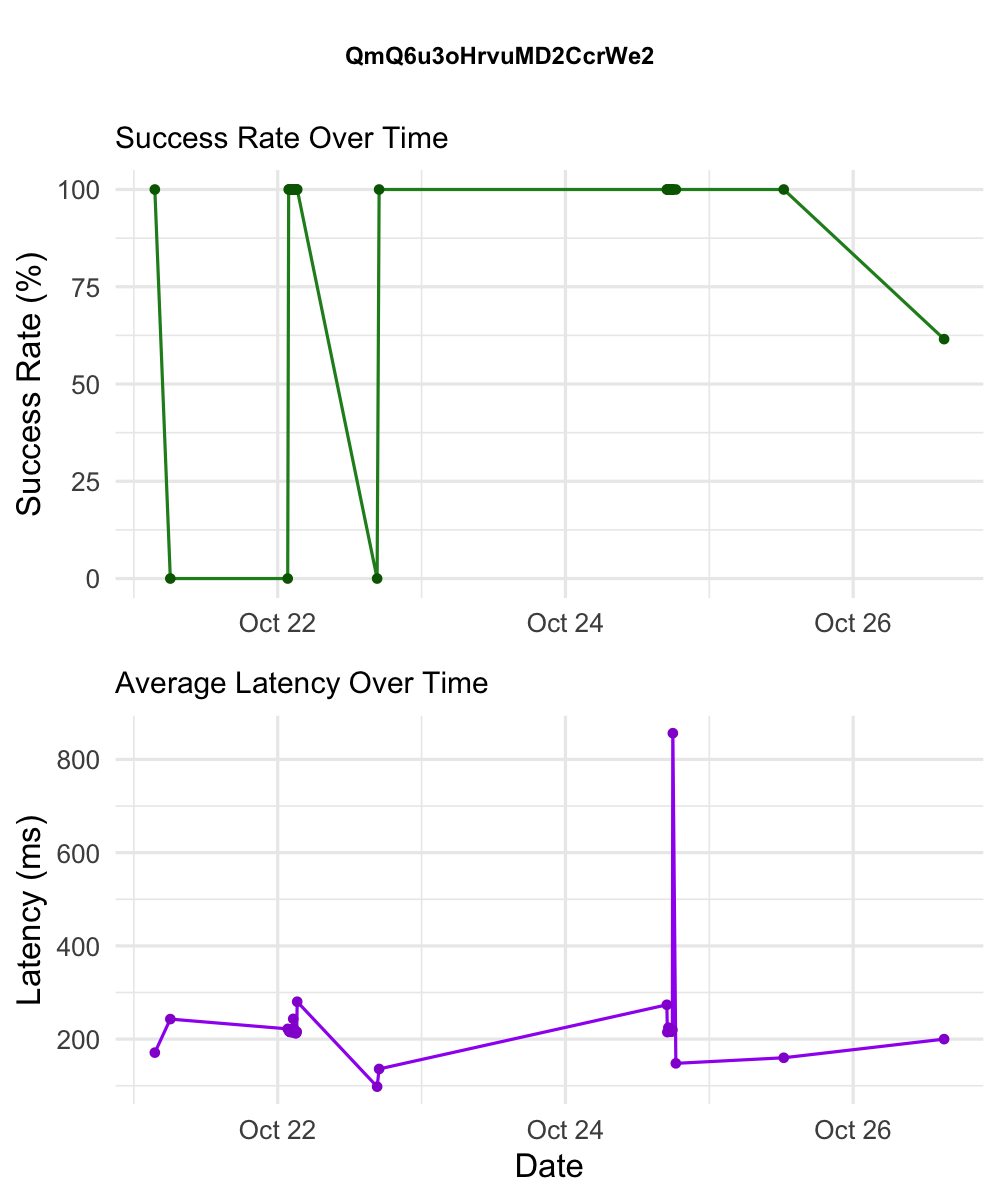 QmQ6u3oHrvuMD2CcrWe2
Success Rate Over Time
Success Rate (%)
100
75
50
25
0
Oct 22 Oct 24 Oct 26
Average Latency Over Time
Latency (ms)
800
600
400
200
Oct 22 Oct 24 Oct 26
Date